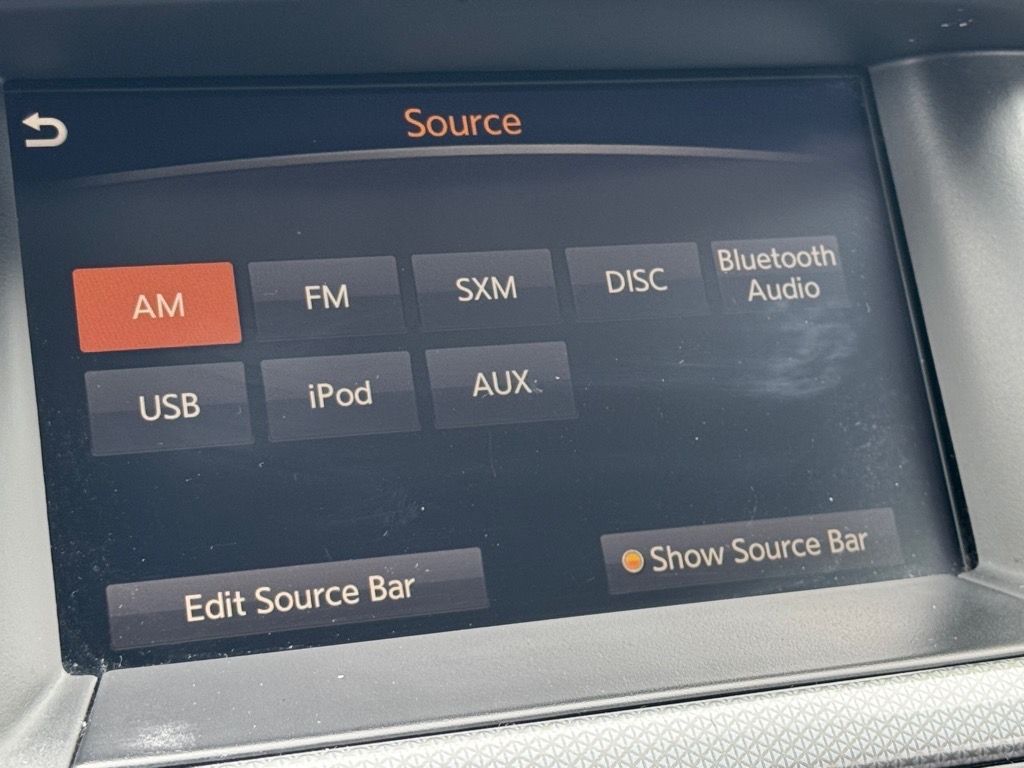 Source
AM
FM
SXM
DISC
Bluetooth
Audio
USB
iPod
AUX
Edit Source Bar
Show Source Bar